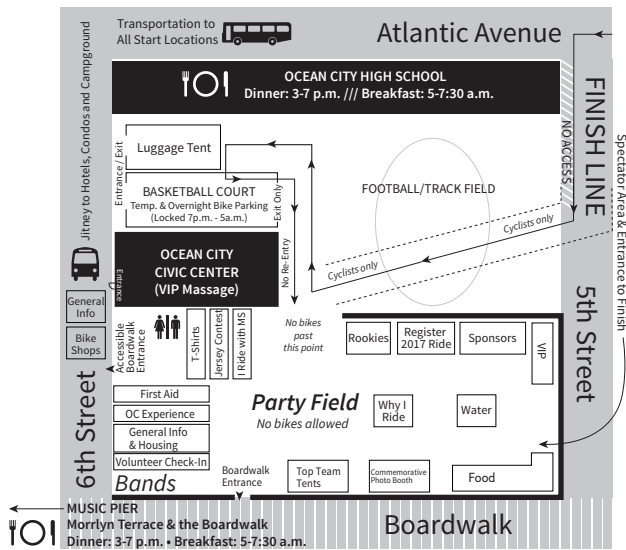 Transportation to
All Start Locations
Atlantic Avenue
Jitney to Hotels, Condos and Campground
OCEAN CITY HIGH SCHOOL
Dinner: 3-7 p.m. /// Breakfast: 5-7:30 a.m.
FINISH LINE
NO ACCESS
Spectator Area & Entrance to Finish
Entrance / Exit
Luggage Tent
BASKETBALL COURT
Temp. & Overnight Bike Parking
(Locked 7p.m. - 5a.m.)
Exit Only
FOOTBALL/TRACK FIELD
Cyclists only
Cyclists only
No Re-Entry
OCEAN CITY
CIVIC CENTER
(VIP Massage)
Entrance
General
Info
Bike
Shops
Accessible
Boardwalk
Entrance
T-Shirts
Jersey Contest
I Ride with MS
No bikes
past
this point
Rookies
Register
2017 Ride
Sponsors
VIP
5th Street
6th Street
First Aid
OC Experience
General Info
& Housing
Volunteer Check-In
Party Field
No bikes allowed
Why I
Ride
Water
Bands
Boardwalk
Entrance
Top Team
Tents
Commemorative
Photo Booth
Food
MUSIC PIER
Morrlyn Terrace & the Boardwalk
Dinner: 3-7 p.m. • Breakfast: 5-7:30 a.m.
Boardwalk